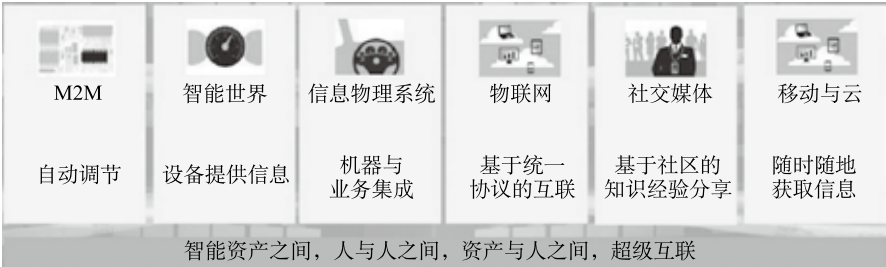 M2M
自动调节
智能世界
设备提供信息
信息物理系统
机器与
业务集成
物联网
基于统一
协议的互联
社交媒体
基于社区的
知识经验分享
移动与云
随时随地
获取信息
智能资产之间，人与人之间，资产与人之间，超级互联